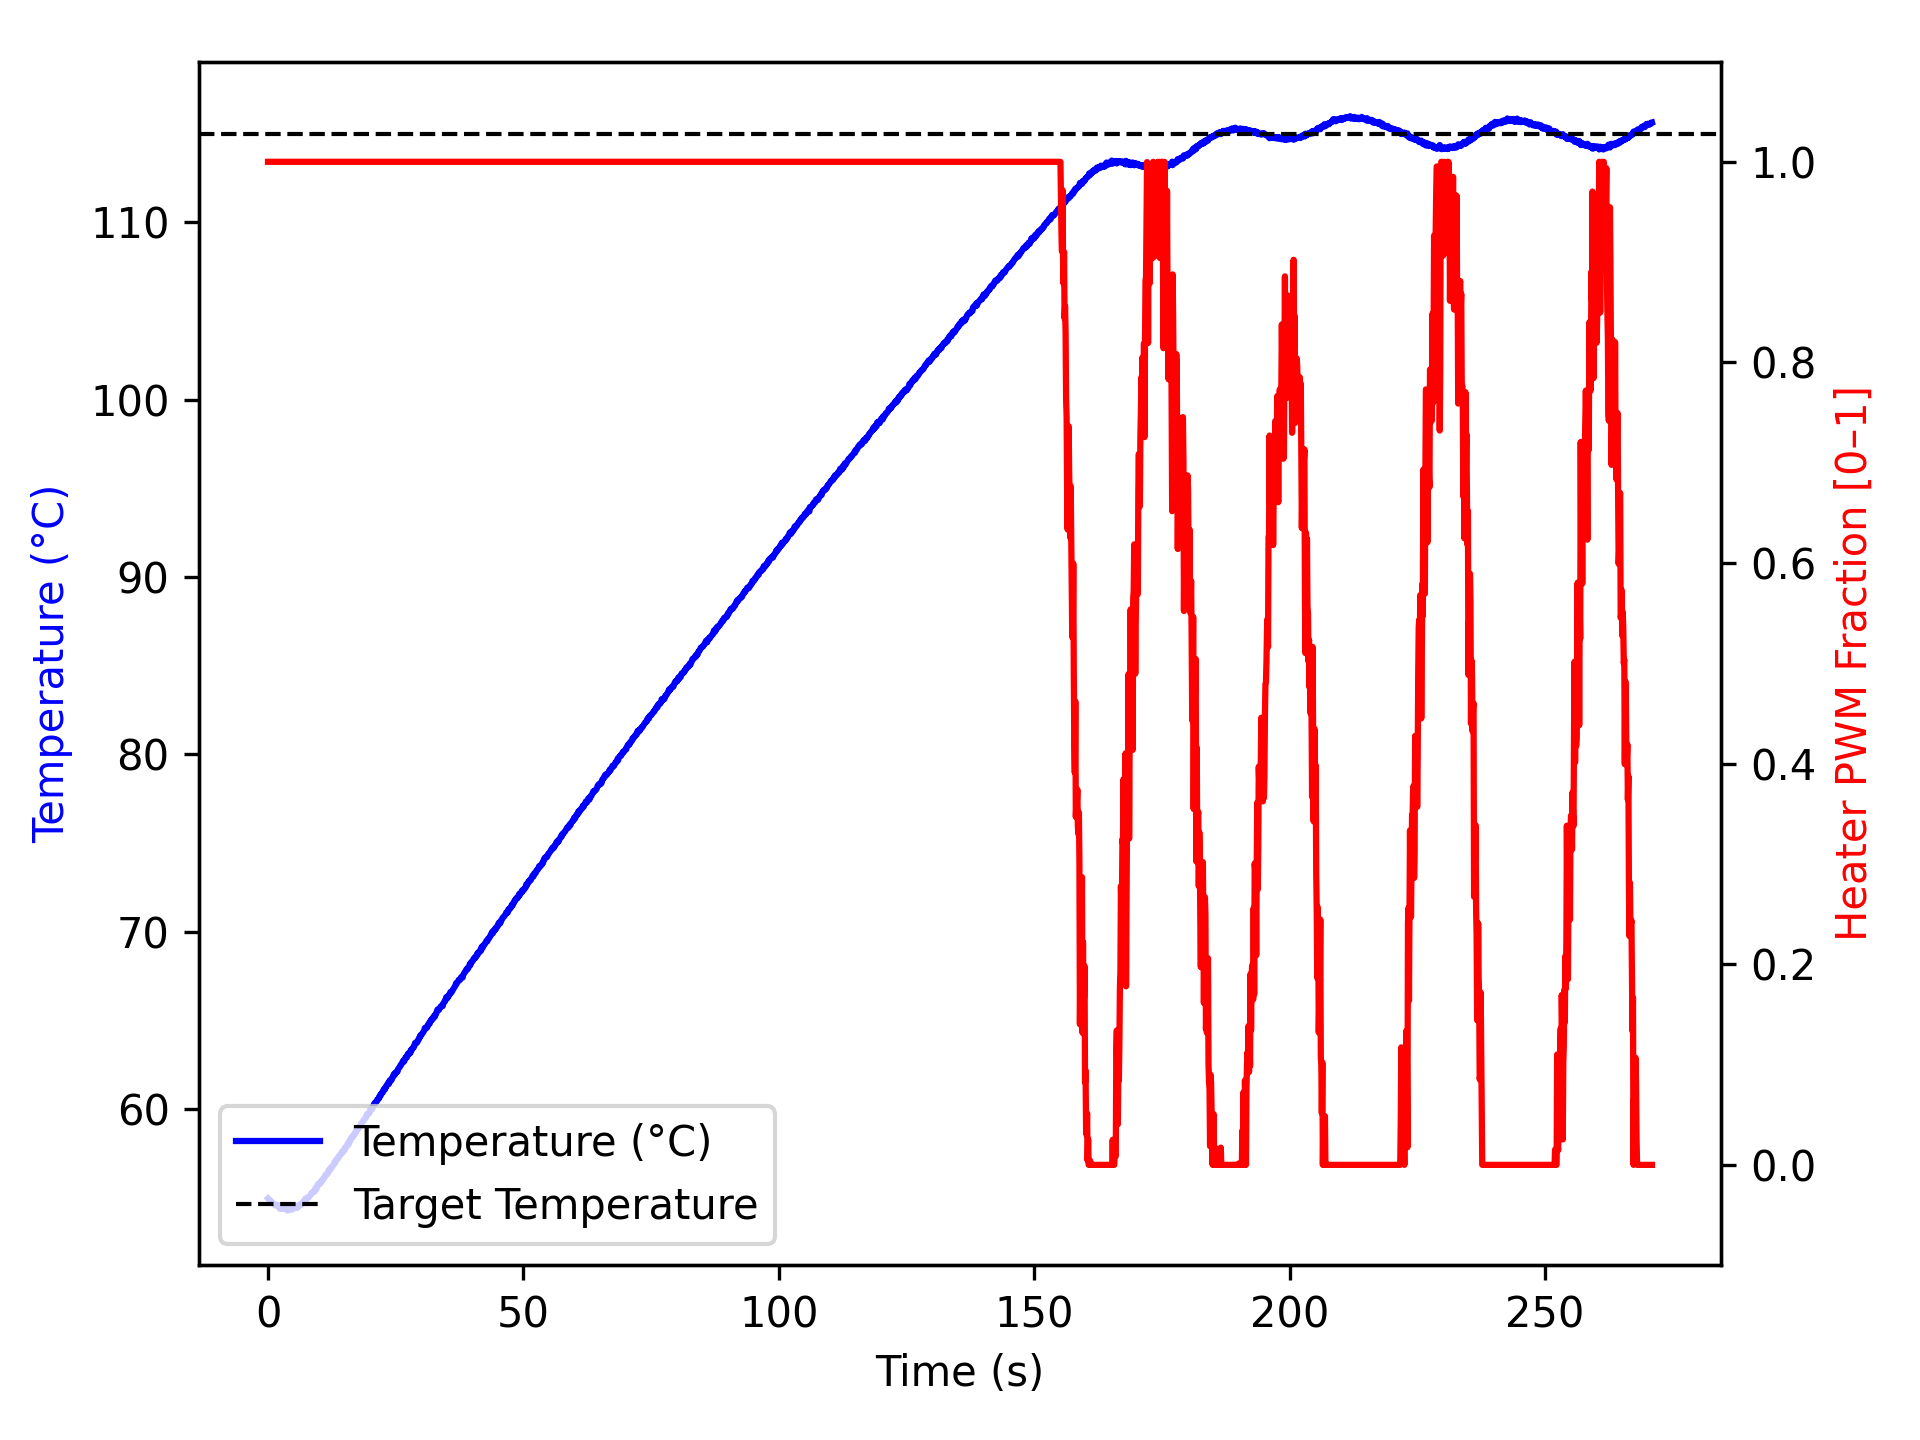 110
100
90
80
70
60
Temperature (°C)
1.0
0.8
0.6
0.4
0.2
0.0
Heater PWM Fraction [0–1]
Temperature (°C)
Target Temperature
0 50 100 150 200 250
Time (s)